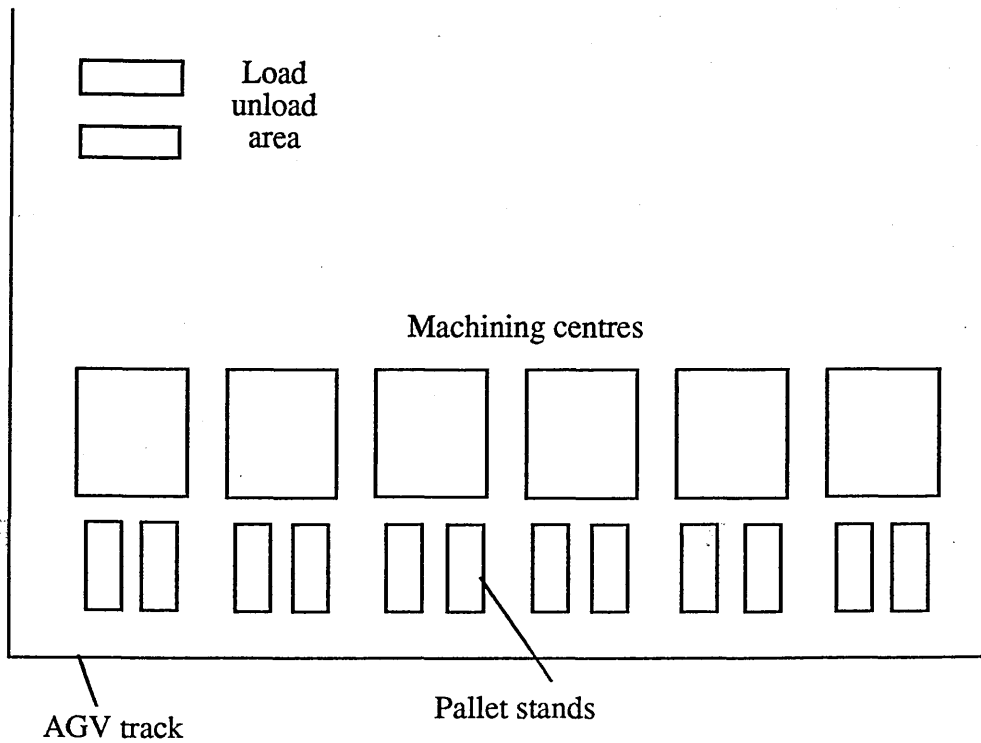 Load
unload
area
Machining centres
Pallet stands
AGV track